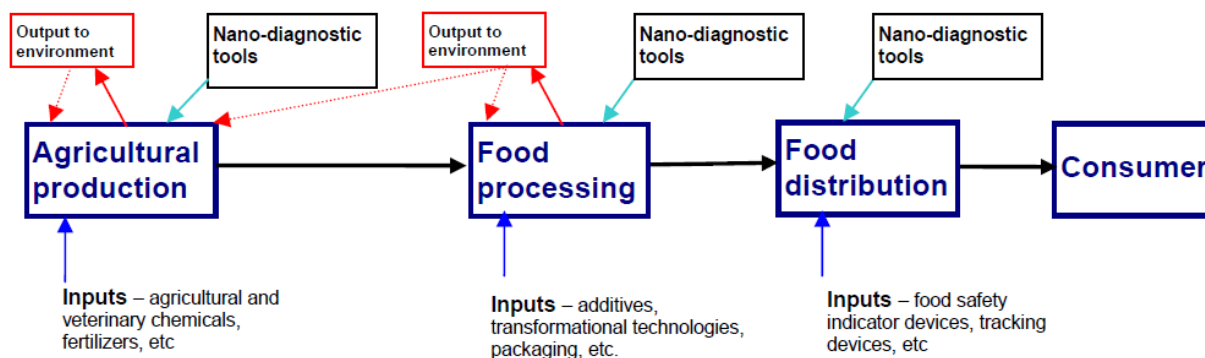 Output to
environment
Nano-diagnostic
tools
Output to
environment
Nano-diagnostic
tools
Nano-diagnostic
tools
Agricultural
production
Food
processing
Food
distribution
Consumer
Inputs – agricultural and
veterinary chemicals,
fertilizers, etc
Inputs – additives,
transformational technologies,
packaging, etc.
Inputs – food safety
indicator devices, tracking
devices, etc